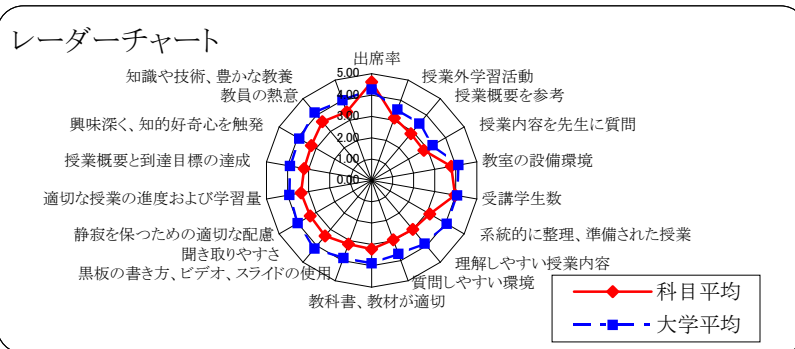 レーダーチャート
出席率
授業外学習活動
授業概要を参考
授業内容を先生に質問
教室の設備環境
受講学生数
系統的に整理、準備された授業
理解しやすい授業内容
質問しやすい環境
教科書、教材が適切
黒板の書き方、ビデオ、スライドの使用
聞き取りやすさ
静寂を保つための適切な配慮
適切な授業の進度および学習量
授業概要と到達目標の達成
興味深く、知的好奇心を触発
教員の熱意
知識や技術、豊かな教養
5.00
4.00
3.00
2.00
1.00
0.00
科目平均
大学平均